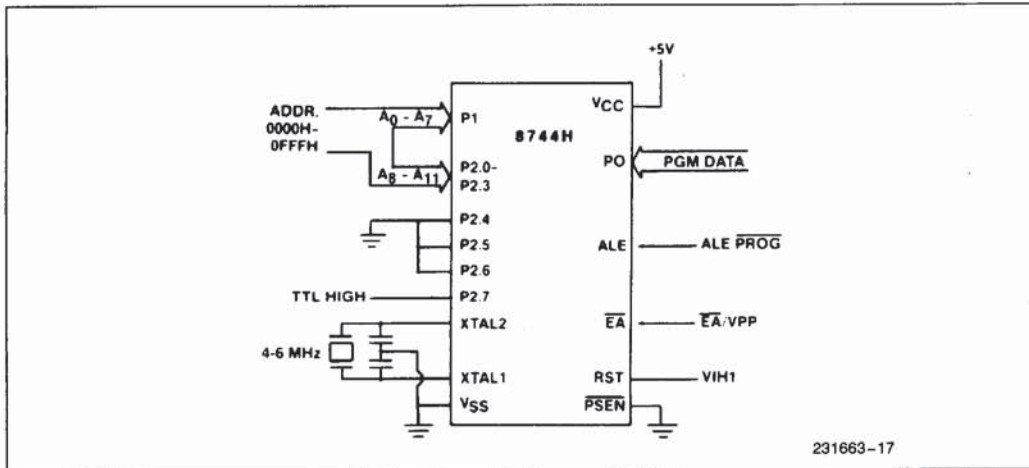 +5V
VCC
ADDR.
0000H-
0FFFH
A0 - A7
P1
8744H
P2.0-
P2.3
A8 - A11
PO
PGM DATA
P2.4
P2.5
P2.6
ALE
ALE PROG
TTL HIGH
P2.7
XTAL2
EA
EA/VPP
4-6 MHz
XTAL1
RST
VIH1
VSS
PSEN
231663-17